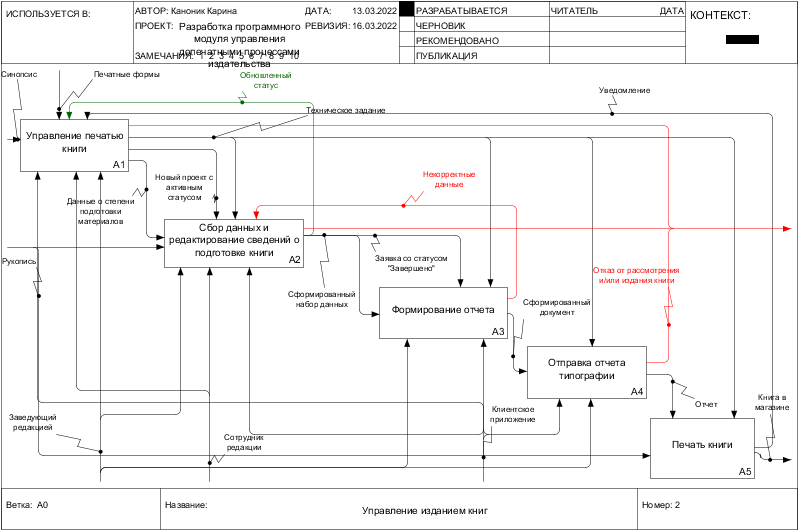 ИСПОЛЬЗУЕТСЯ В:
АВТОР: Каноник Карина
ДАТА: 13.03.2022
ПРОЕКТ: Разработка программного
модуля управления
допечатными процессами
издательства
РЕВИЗИЯ: 16.03.2022
ЗАМЕЧАНИЯ: 1 2 3 4 5 6 7 8 9 10
РАЗРАБАТЫВАЕТСЯ
ЧЕРНОВИК
РЕКОМЕНДОВАНО
ПУБЛИКАЦИЯ
ЧИТАТЕЛЬ
ДАТА
КОНТЕКСТ:
Синопсис
Печатные формы
Обновленный
статус
Техническое задание
Уведомление
Управление печатью
книги
A1
Данные о степени
подготовки
материалов
Новый проект с
активным
статусом
Некорректные
данные
Сбор данных и
редактирование сведений о
подготовке книги
A2
Рукопись
Заявка со статусом
"Завершено"
Отказ от рассмотрения
и/или издания книги
Сформированный
набор данных
Формирование отчета
A3
Сформированный
документ
Отправка отчета
типографии
A4
Отчет
Книга в
магазине
Заведующий
редакцией
Сотрудник
редакции
Клиентское
приложение
Печать книги
A5
Ветка: A0
Название:
Управление изданием книг
Номер: 2